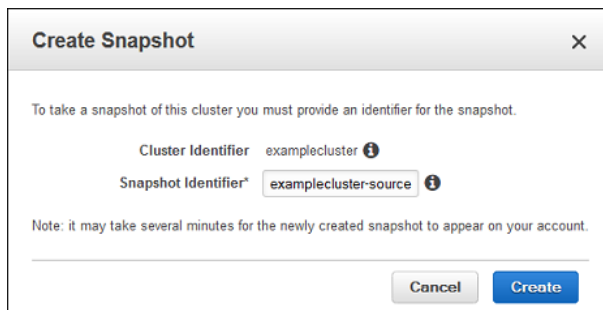 Create Snapshot
To take a snapshot of this cluster you must provide an identifier for the snapshot.
Cluster Identifier examplecluster
Snapshot Identifier* examplecluster-source
Note: it may take several minutes for the newly created snapshot to appear on your account.
Cancel Create